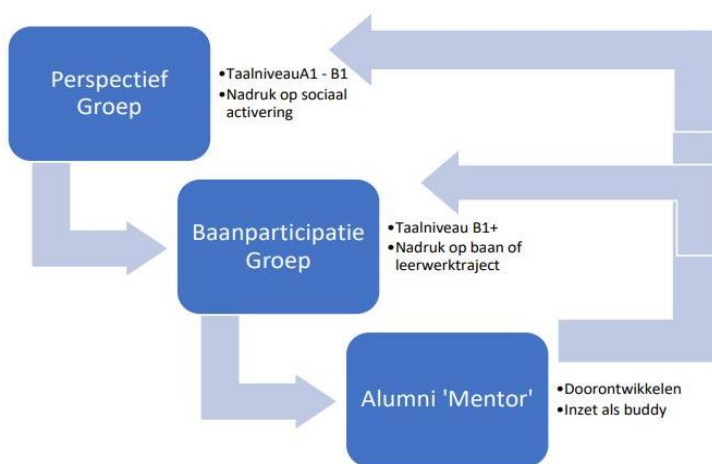 Perspectief
Groep
•TaalniveauA1 - B1
•Nadruk op sociaal
activering
Baanparticipatie
Groep
•Taalniveau B1+
•Nadruk op baan of
leerwerktraject
Alumni 'Mentor'
•Doorontwikkelen
•Inzet als buddy